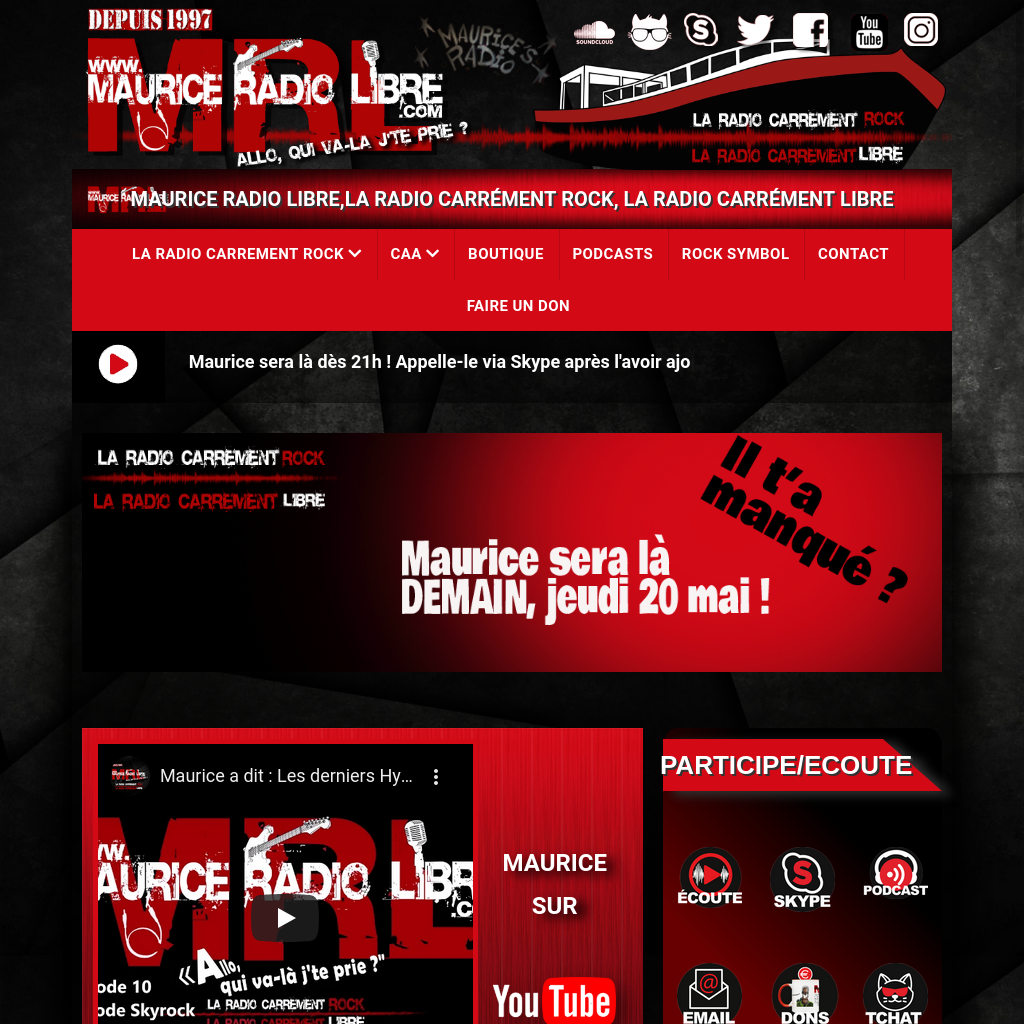 DEPUIS 1997
MAURICE'S
RADIO
SOUNDCLOUD
You
Tube
MRL
WWW.
MAURICE RADIO LIBRE
.COM
ALLO, QUI VA-LA J'TE PRIE ?
LA RADIO CARREMENT ROCK
LA RADIO CARREMENT LIBRE
MAURICE RADIO LIBRE,LA RADIO CARRÉMENT ROCK, LA RADIO CARRÉMENT LIBRE
LA RADIO CARREMENT ROCK
CAA
BOUTIQUE
PODCASTS
ROCK SYMBOL
CONTACT
FAIRE UN DON
Maurice sera là dès 21h ! Appelle-le via Skype après l'avoir ajo
LA RADIO CARREMENT ROCK
LA RADIO CARREMENT LIBRE
Il t'a
manqué ?
Maurice sera là
DEMAIN, jeudi 20 mai !
Maurice a dit : Les derniers Hy…
MRL
WW.
AURICE RADIO LIBR
.C
«Allo,
qui va-là j'te prie ?"
ode 10
ode Skyrock
LA RADIO CARREMENT ROCK
LA RADIO CARREMENT LIBRE
MAURICE
SUR
You Tube
PARTICIPE/ECOUTE
ÉCOUTE
SKYPE
PODCAST
EMAIL
DONS
TCHAT